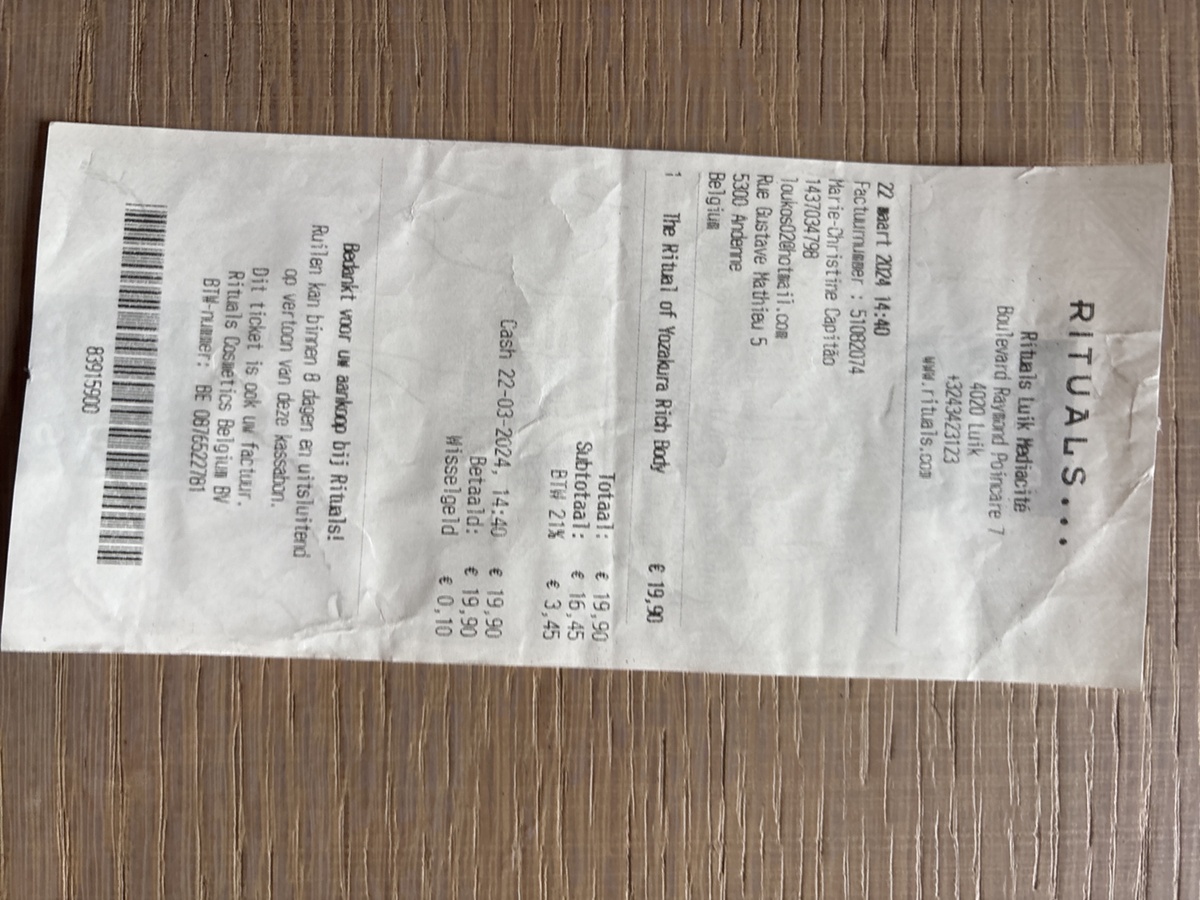 RITUALS...
Rituals Luik Mediacité
Boulevard Raymond Poincare 7
4020 Luik
+3243423123
www.rituals.com
22 maart 2024 14:40
Factuurnummer : 51082074
Marie-Christine Capitão
1437034798
loukos02@hotmail.com
Rue Gustave Mathieu 5
5300 Andenne
Belgium
1 The Ritual of Yozakura Rich Body € 19,90
Totaal: € 19,90
Subtotaal: € 16,45
BTW 21% € 3,45
Cash 22-03-2024, 14:40 € 19,90
Betaald: € 19,90
Wisselgeld € 0,10
Bedankt voor uw aankoop bij Rituals!
Ruilen kan binnen 8 dagen en uitsluitend
op vertoon van deze kassabon.
Dit ticket is ook uw factuur.
Rituals Cosmetics Belgium BV
BTW-nummer: BE 0876522781
83915900